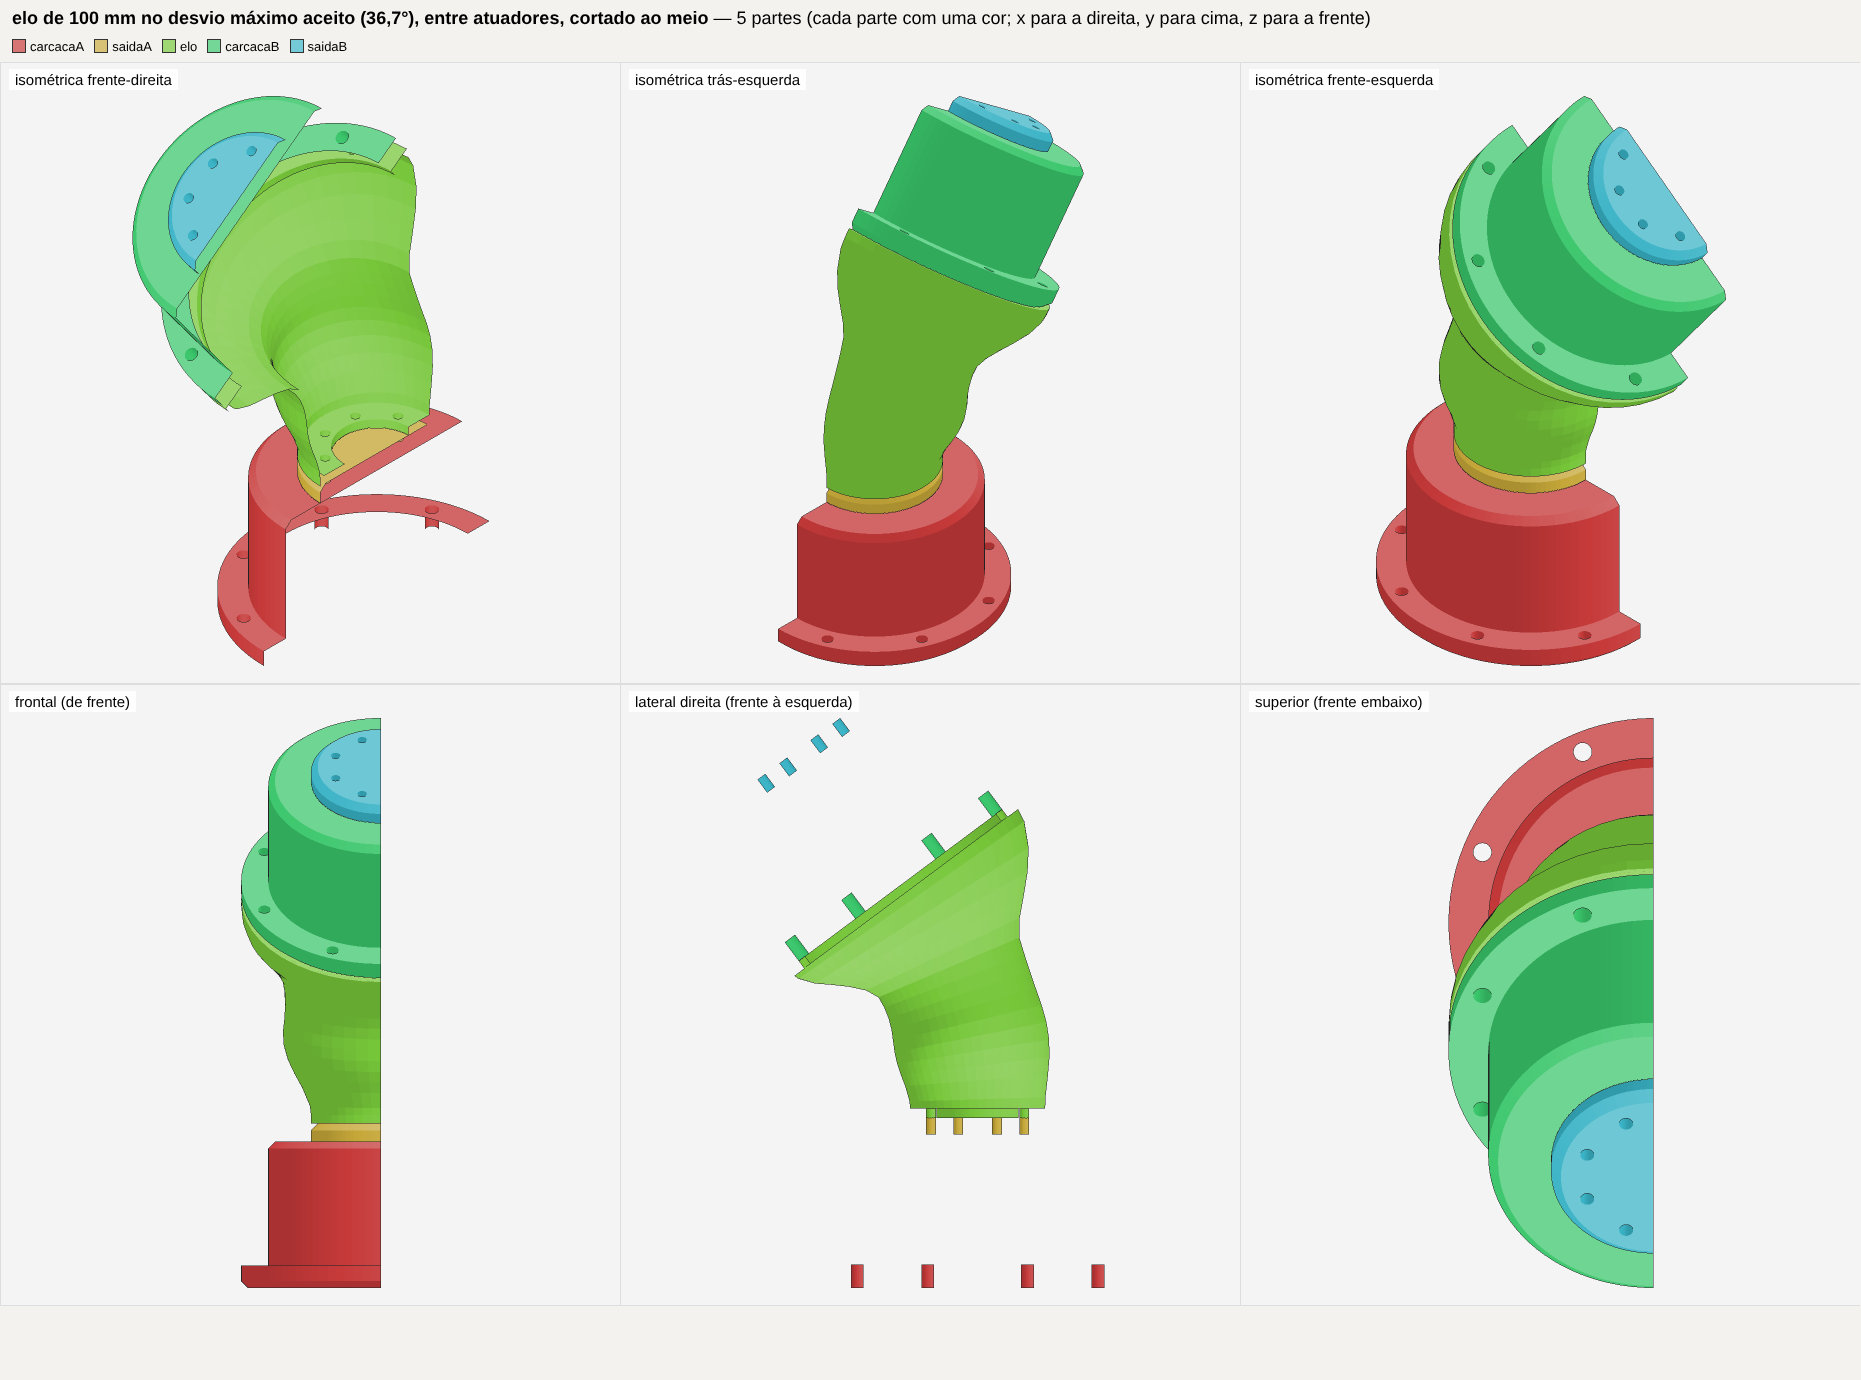 elo de 100 mm no desvio máximo aceito (36,7°), entre atuadores, cortado ao meio — 5 partes (cada parte com uma cor; x para a direita, y para cima, z para a frente)
carcacaA saidaA elo carcacaB saidaB
isométrica frente-direita
isométrica trás-esquerda
isométrica frente-esquerda
frontal (de frente)
lateral direita (frente à esquerda)
superior (frente embaixo)